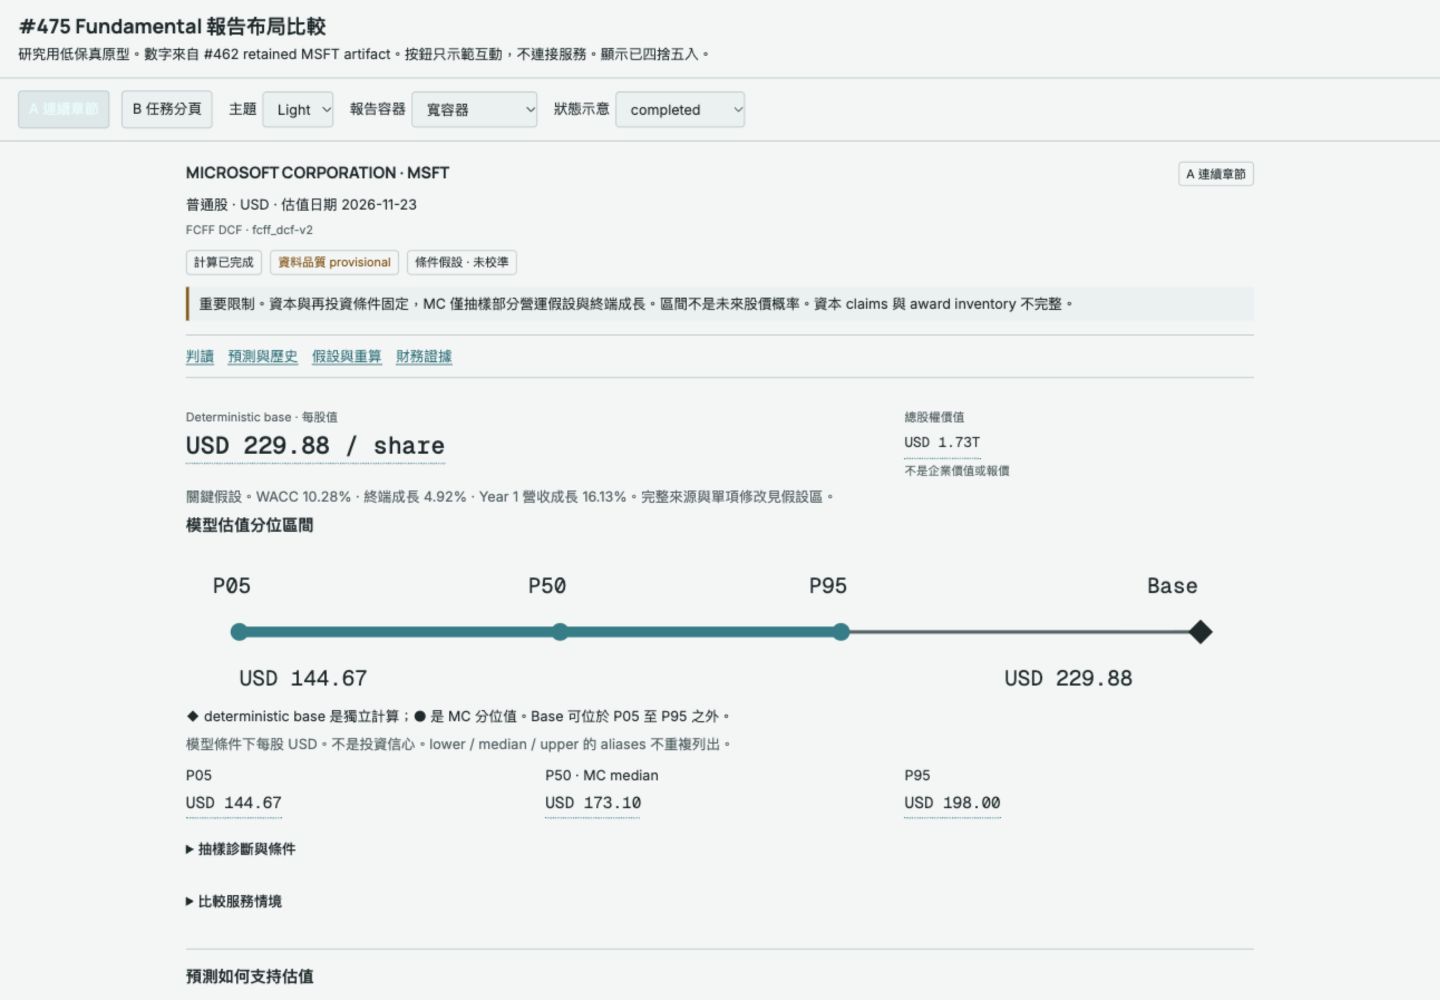 #475 Fundamental 報告布局比較
研究用低保真原型。數字來自 #462 retained MSFT artifact。按鈕只示範互動，不連接服務。顯示已四捨五入。
A 連續章節 B 任務分頁 主題 Light 報告容器 寬容器 狀態示意 completed
MICROSOFT CORPORATION · MSFT A 連續章節
普通股 · USD · 估值日期 2026-11-23
FCFF DCF · fcff_dcf-v2
計算已完成 資料品質 provisional 條件假設 · 未校準
重要限制。資本與再投資條件固定，MC 僅抽樣部分營運假設與終端成長。區間不是未來股價概率。資本 claims 與 award inventory 不完整。
判讀 預測與歷史 假設與重算 財務證據
Deterministic base · 每股值 總股權價值
USD 229.88 / share USD 1.73T
不是企業價值或報價
關鍵假設。WACC 10.28% · 終端成長 4.92% · Year 1 營收成長 16.13%。完整來源與單項修改見假設區。
模型估值分位區間
P05 P50 P95 Base
USD 144.67 USD 229.88
◆ deterministic base 是獨立計算；● 是 MC 分位值。Base 可位於 P05 至 P95 之外。
模型條件下每股 USD。不是投資信心。lower / median / upper 的 aliases 不重複列出。
P05 P50 · MC median P95
USD 144.67 USD 173.10 USD 198.00
▶ 抽樣診斷與條件
▶ 比較服務情境
預測如何支持估值